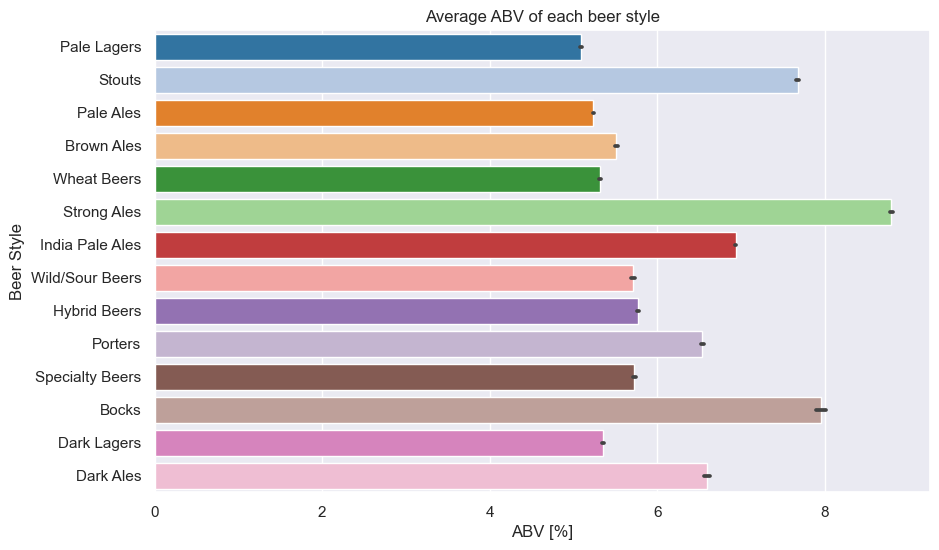 Average ABV of each beer style
Beer Style
Pale Lagers
Stouts
Pale Ales
Brown Ales
Wheat Beers
Strong Ales
India Pale Ales
Wild/Sour Beers
Hybrid Beers
Porters
Specialty Beers
Bocks
Dark Lagers
Dark Ales
0 2 4 6 8
ABV [%]